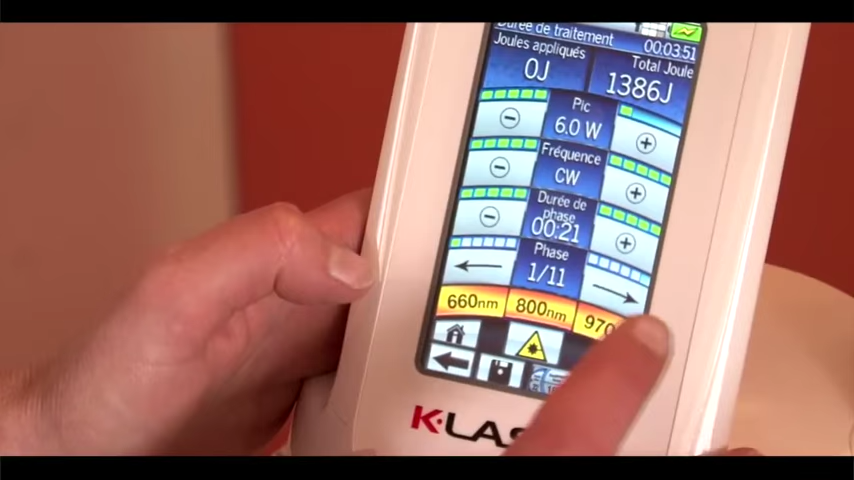 Durée de traitement
00:03:51
Joules appliqués
Total Joule
0J
1386J
Pic
6.0 W
Fréquence
CW
Durée de
phase
00:21
Phase
1/11
660nm 800nm
K·LAS